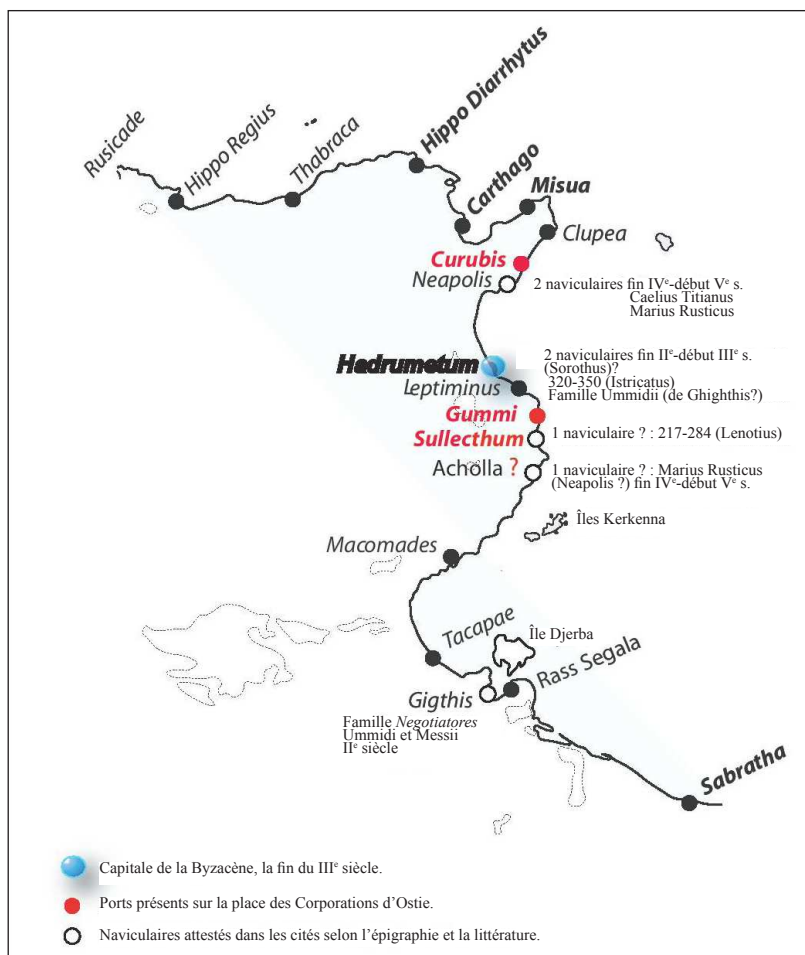 Rusicade
Hippo Regius
Thabraca
Hippo Diarrhytus
Carthago
Misua
Clupea
Curubis
Neapolis
2 naviculaires fin IVe-début Ve s.
Caelius Titianus
Marius Rusticus
Hadrumetum
2 naviculaires fin IIe-début IIIe s.
(Sorothus)?
Leptiminus
320-350 (Istricatus)
Famille Ummidii (de Ghighthis?)
Gummi
Sullecthum
1 naviculaire ? : 217-284 (Lenotius)
Acholla ?
1 naviculaire ? : Marius Rusticus
(Neapolis ?) fin IVe-début Ve s.
Îles Kerkenna
Macomades
Tacapae
Île Djerba
Rass Segala
Gigthis
Famille Negotiatores
Ummidi et Messii
IIe siècle
Sabratha
Capitale de la Byzacène, la fin du IIIe siècle.
Ports présents sur la place des Corporations d'Ostie.
Naviculaires attestés dans les cités selon l'épigraphie et la littérature.